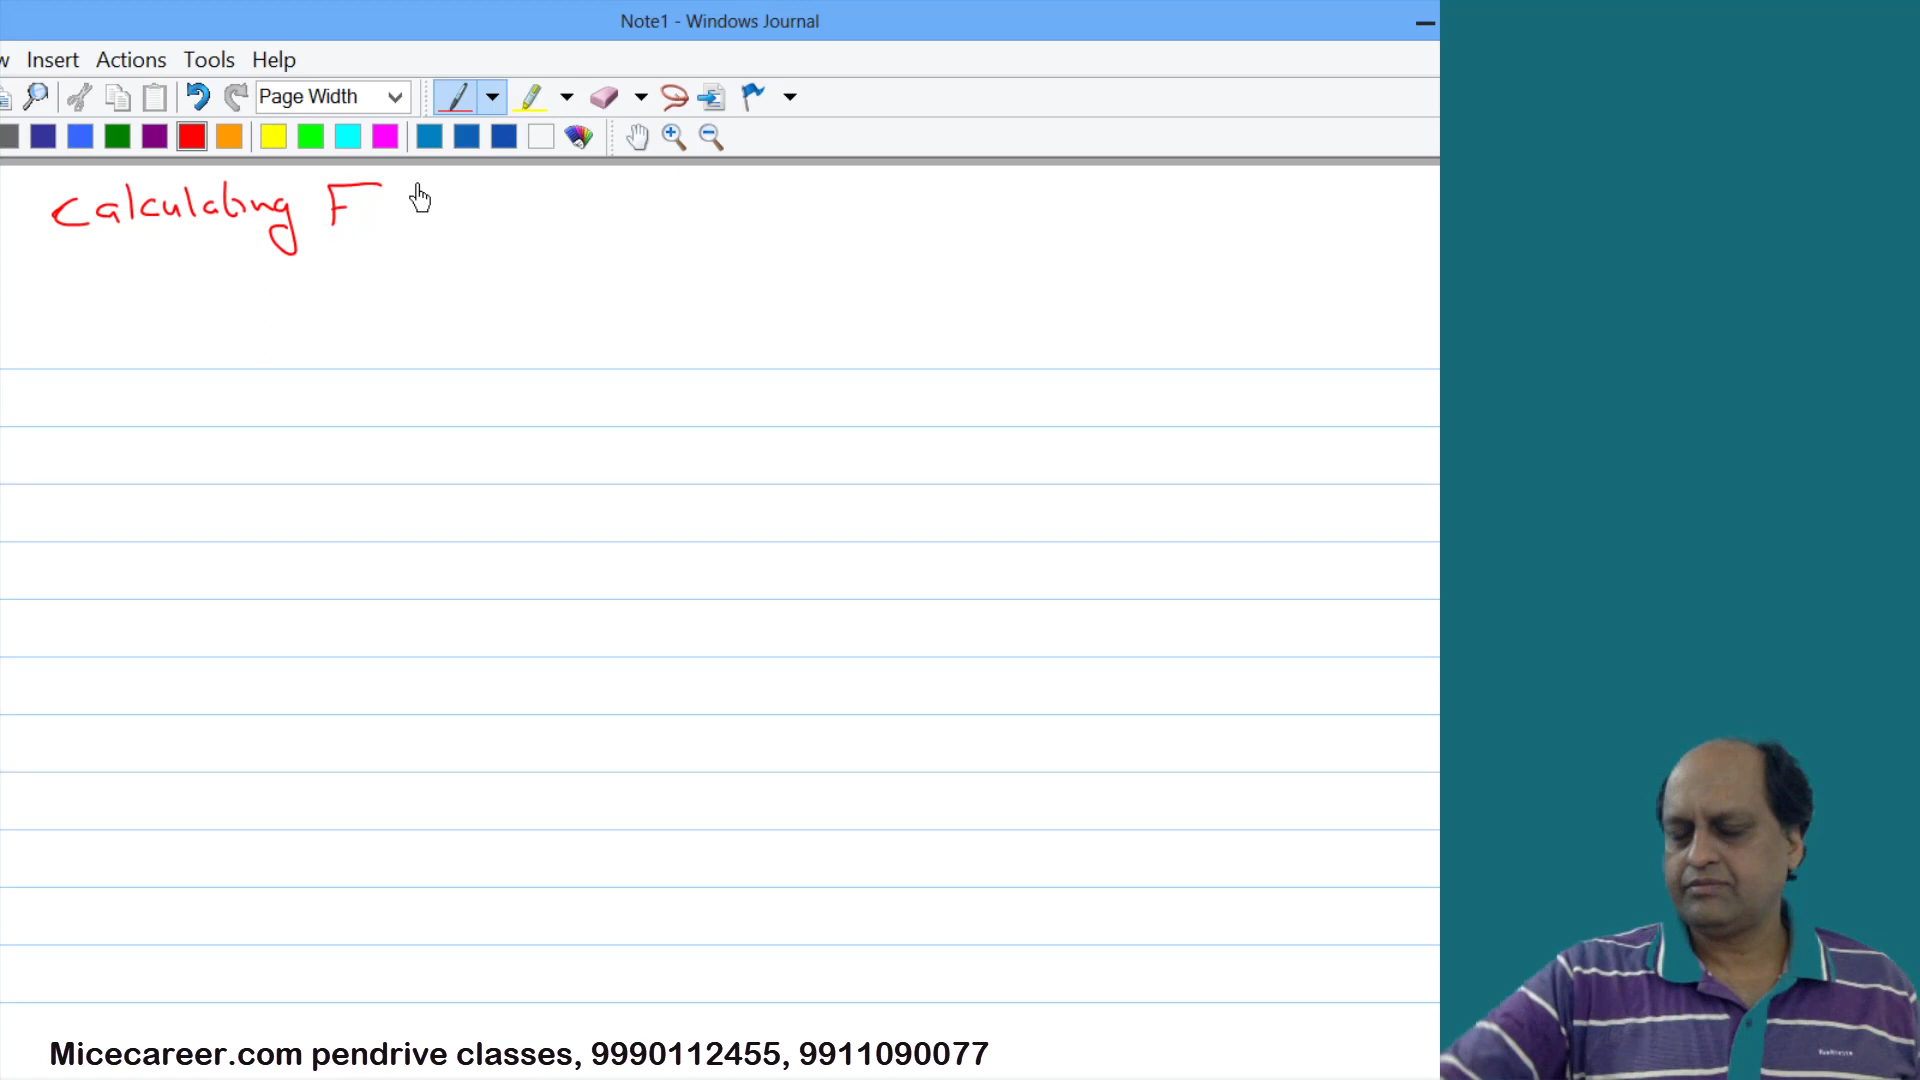 Note1 - Windows Journal
w Insert Actions Tools Help
Page Width
Calculating F
Micecareer.com pendrive classes, 9990112455, 9911090077